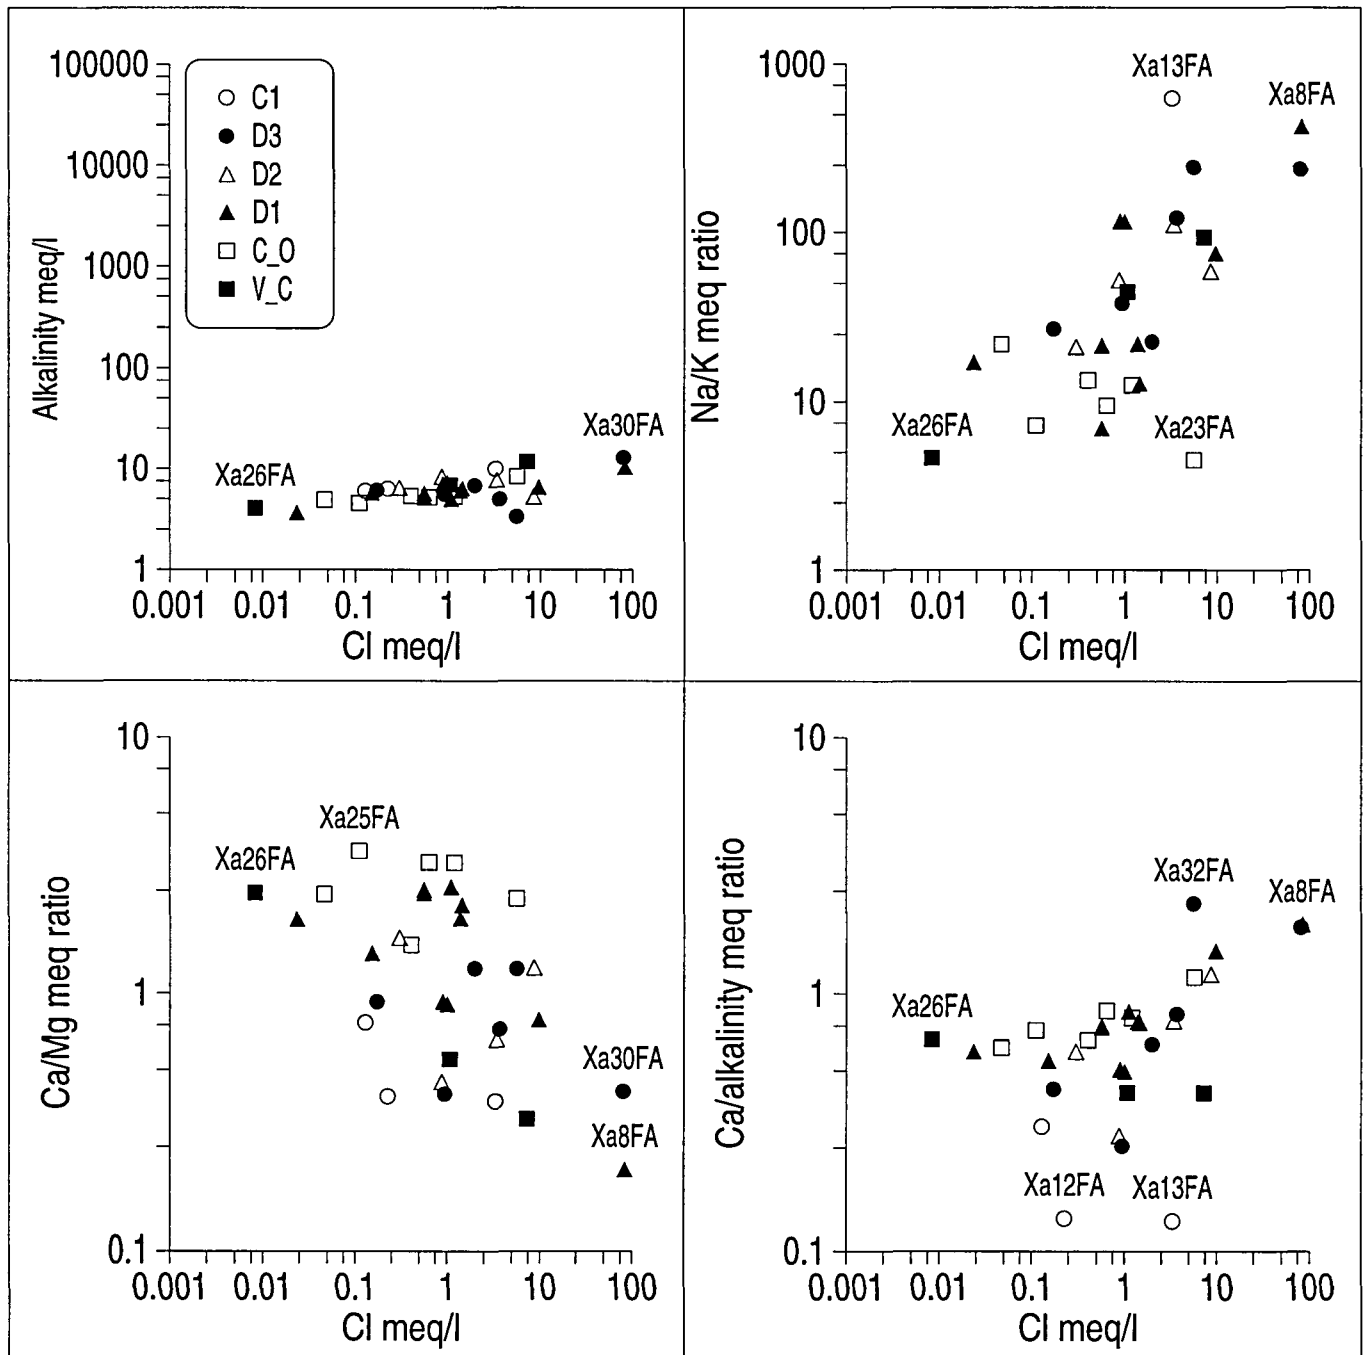 100000
10000
1000
100
10
1
Alkalinity meq/l
C1
D3
D2
D1
C_O
V_C
Xa26FA
Xa30FA
0.001 0.01 0.1 1 10 100
Cl meq/l
1000
100
10
1
Na/K meq ratio
Xa13FA
Xa8FA
Xa26FA
Xa23FA
0.001 0.01 0.1 1 10 100
Cl meq/l
10
1
0.1
Ca/Mg meq ratio
Xa25FA
Xa26FA
Xa30FA
Xa8FA
0.001 0.01 0.1 1 10 100
Cl meq/l
10
1
0.1
Ca/alkalinity meq ratio
Xa32FA
Xa8FA
Xa26FA
Xa12FA
Xa13FA
0.001 0.01 0.1 1 10 100
Cl meq/l